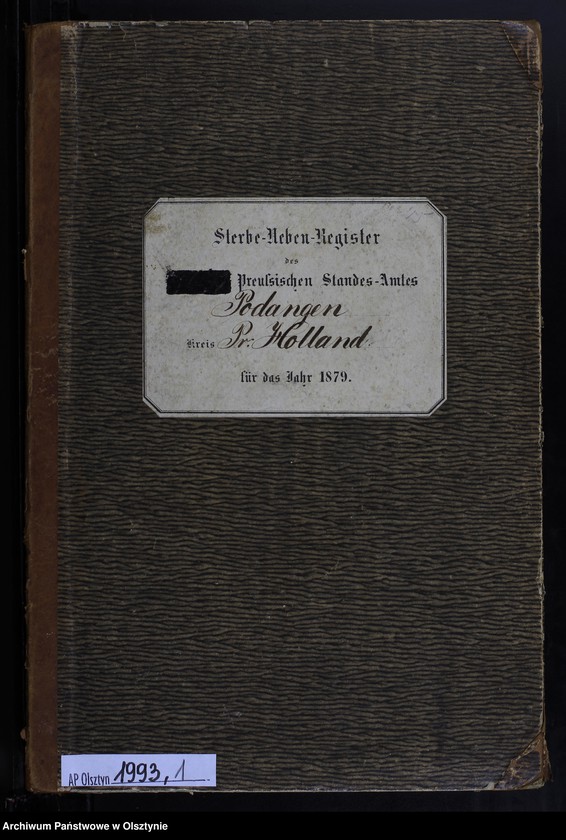 Sterbe-Neben-Register
des
Preußischen Standes-Amtes
Podangen
Kreis Pr. Holland.
für das Jahr 1879.
AP Olsztyn 1993, 1.
Archiwum Państwowe w Olsztynie